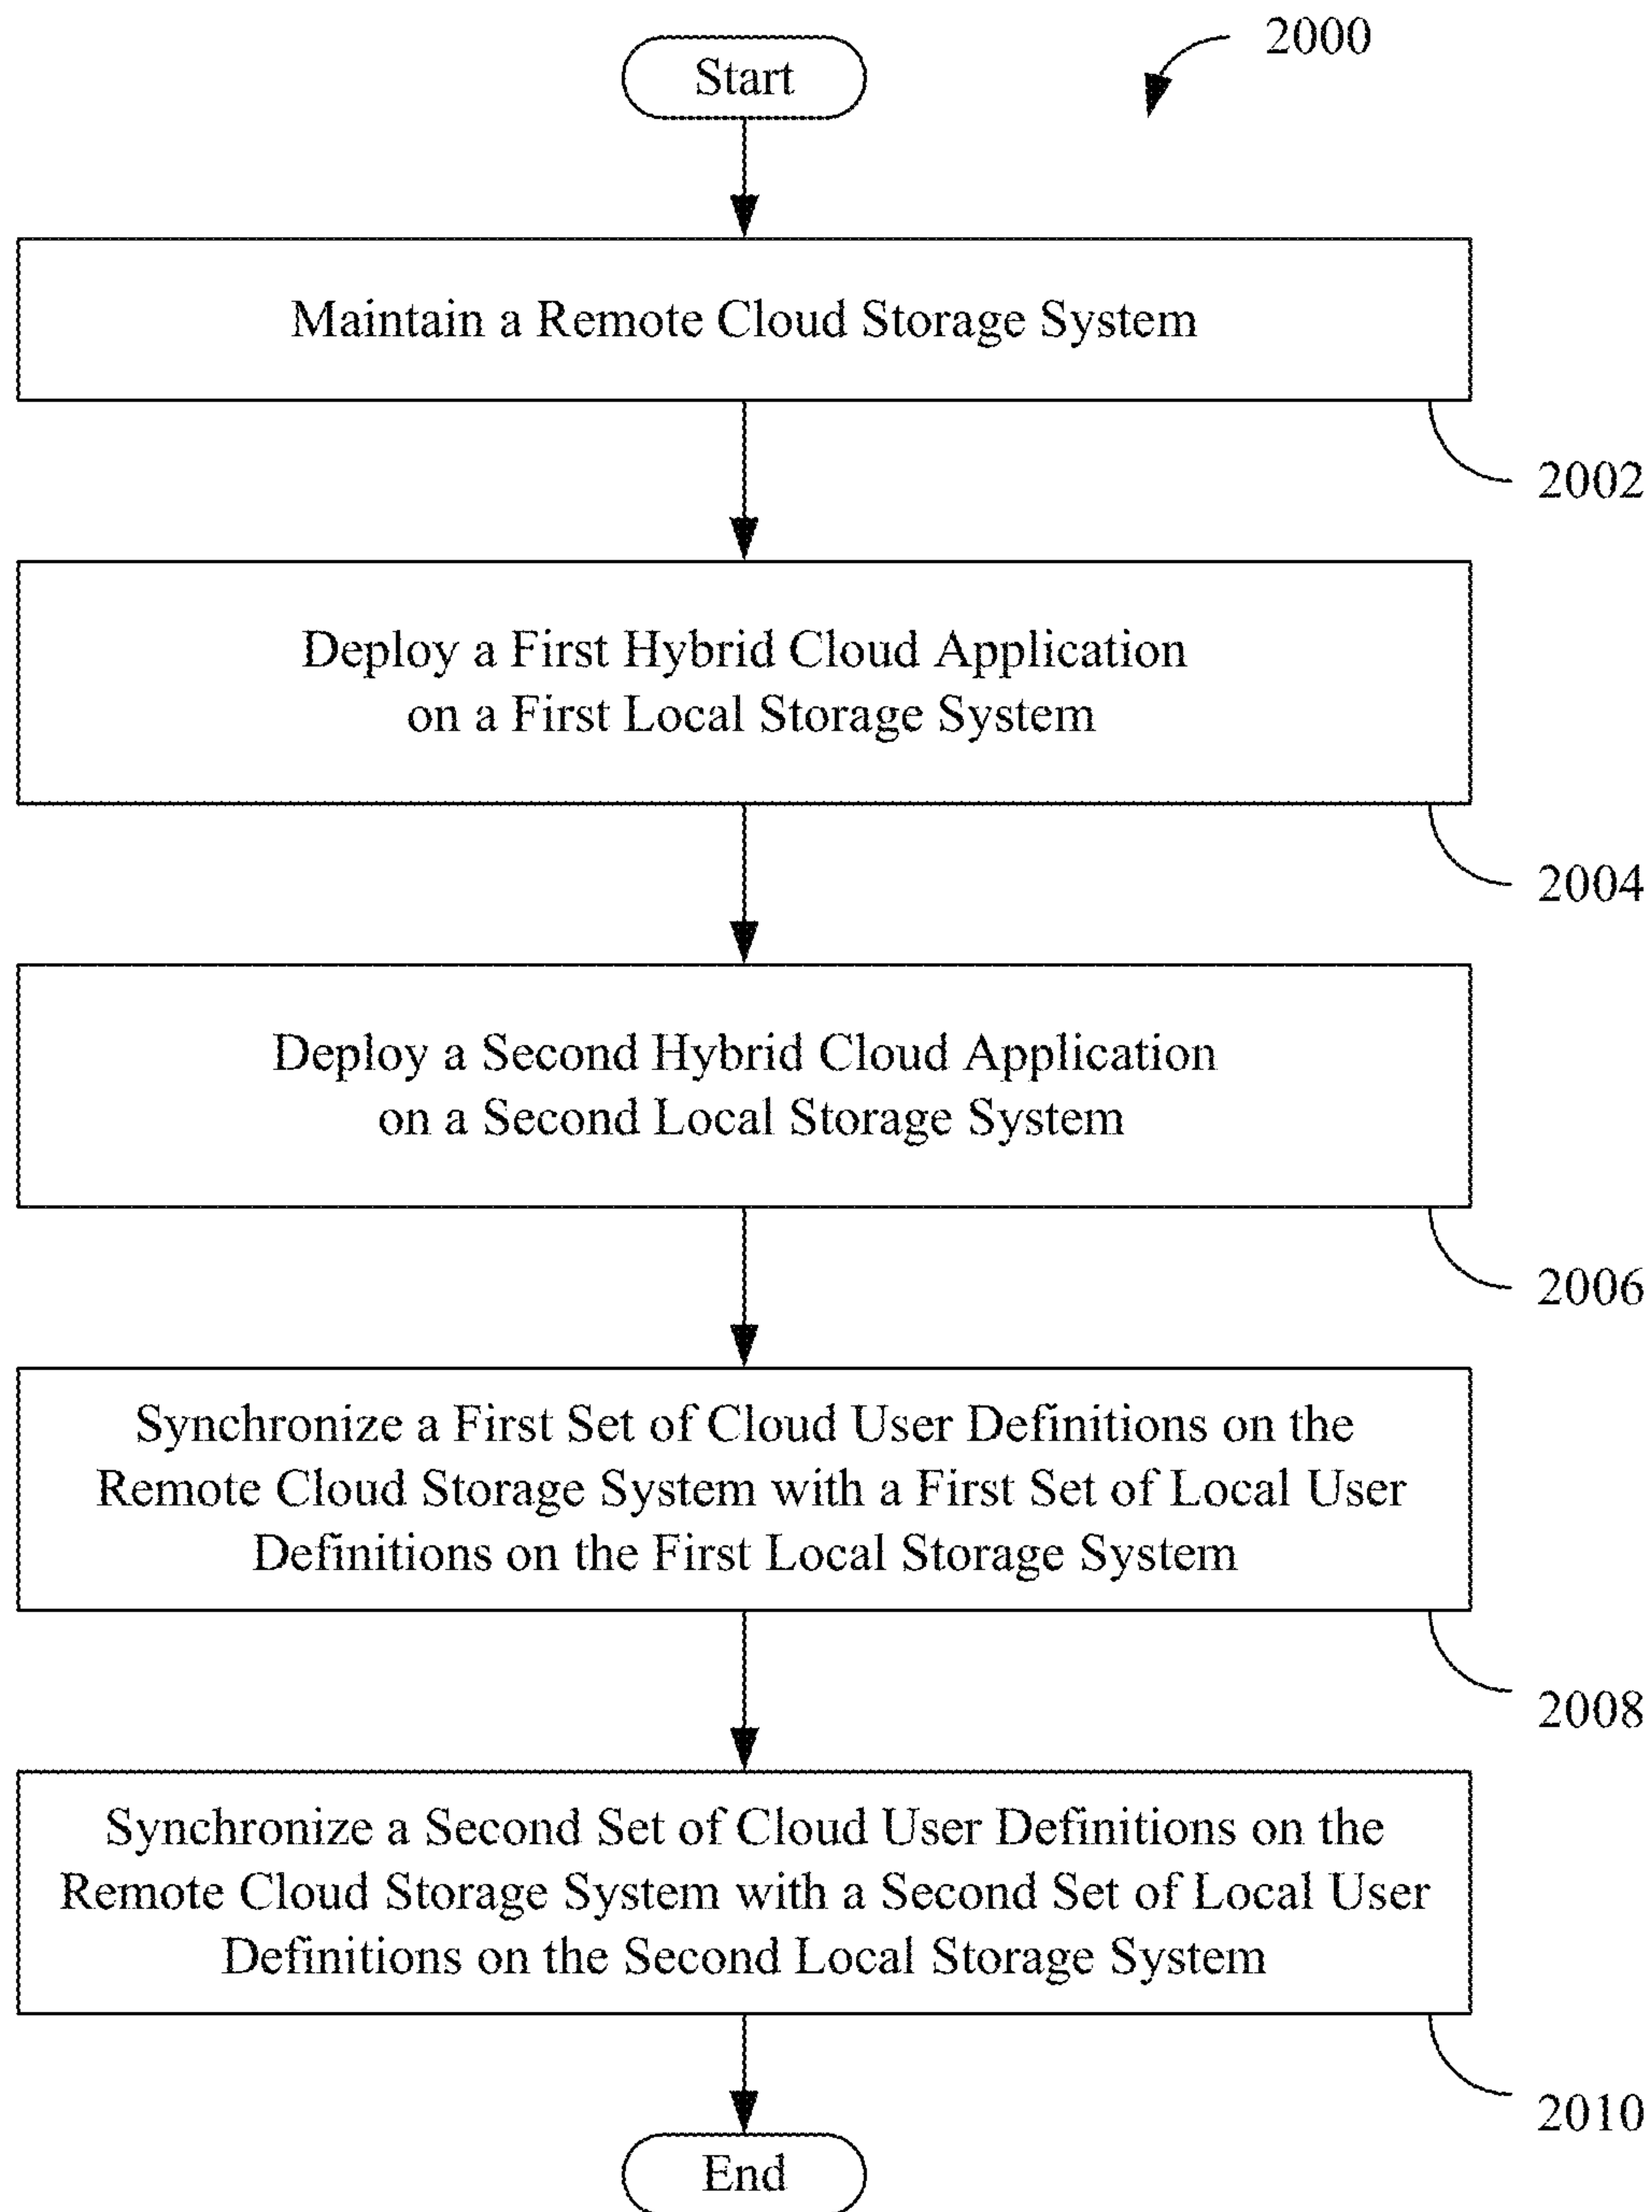 2000
Start
Maintain a Remote Cloud Storage System
2002
Deploy a First Hybrid Cloud Application
on a First Local Storage System
2004
Deploy a Second Hybrid Cloud Application
on a Second Local Storage System
2006
Synchronize a First Set of Cloud User Definitions on the
Remote Cloud Storage System with a First Set of Local User
Definitions on the First Local Storage System
2008
Synchronize a Second Set of Cloud User Definitions on the
Remote Cloud Storage System with a Second Set of Local User
Definitions on the Second Local Storage System
2010
End